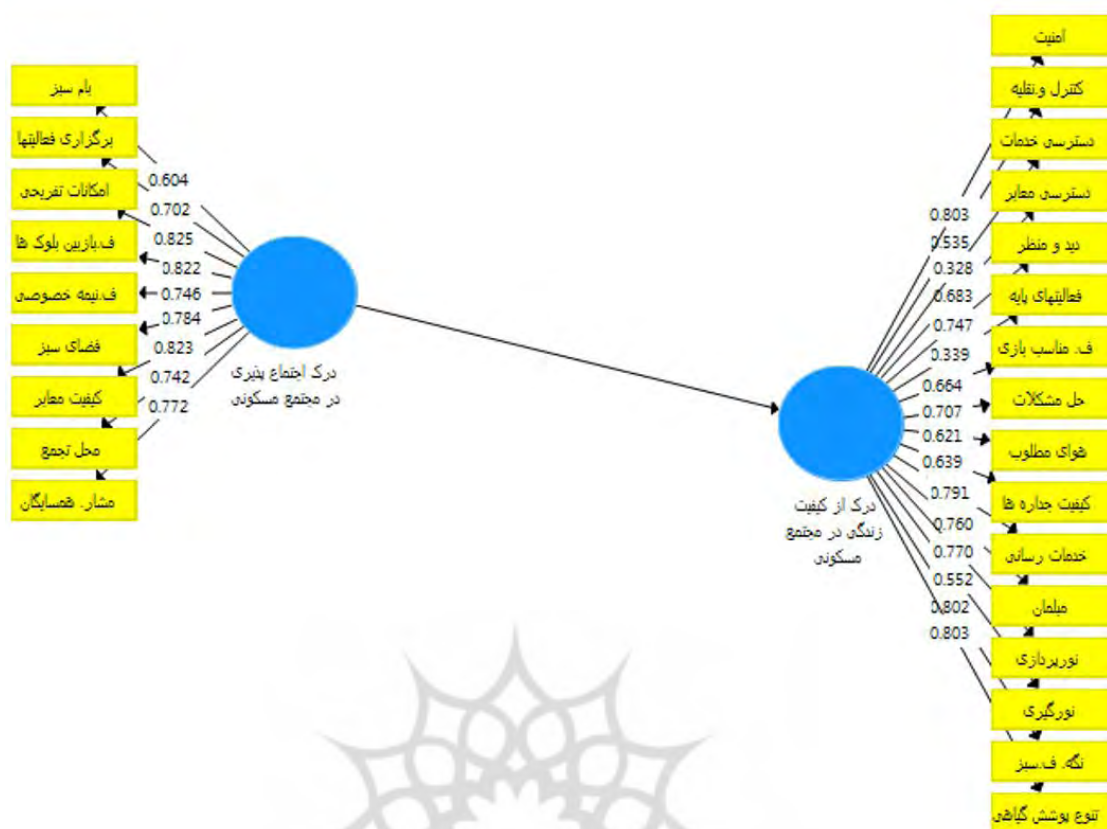 بام سبز
برگزاری فعالیتها
امکانات تفریحی
ف.بازبین بلوک ها
ف.نیمه خصوصی
فضای سبز
کیفیت معابر
محل تجمع
مشار. همسایگان
0.604
0.702
0.825
0.822
0.746
0.784
0.823
0.742
0.772
درک اجتماع پذیری
در مجتمع مسکونی
درک از کیفیت
زندگی در مجتمع
مسکونی
0.803
0.535
0.328
0.683
0.747
0.339
0.664
0.707
0.621
0.639
0.791
0.760
0.770
0.552
0.802
0.803
امنیت
کنترل و.نقلیه
دسترسی خدمات
دسترسی معابر
دید و منظر
فعالیتهای پایه
ف. مناسب بازی
حل مشکلات
هوای مطلوب
کیفیت جداره ها
خدمات رسانی
مبلمان
نورپردازی
نورگیری
نگه. ف.سبز
تنوع پوشش گیاهی